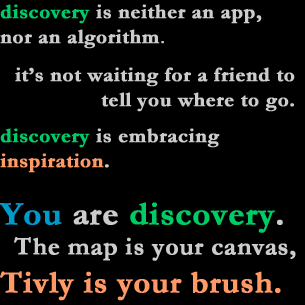 discovery is neither an app,
nor an algorithm.
it's not waiting for a friend to
tell you where to go.
discovery is embracing
inspiration.
You are discovery.
The map is your canvas,
Tivly is your brush.